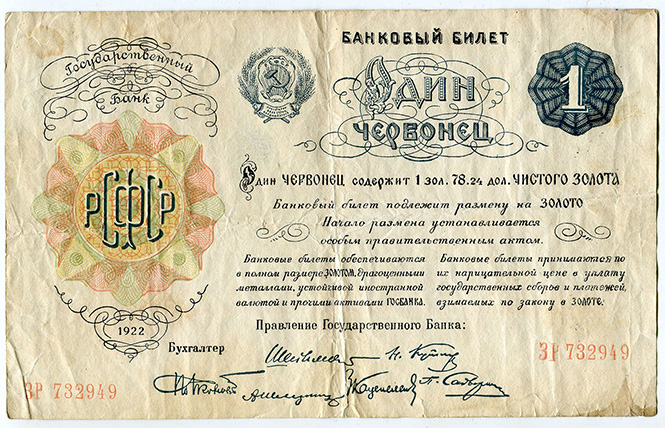 БАНКОВЫЙ БИЛЕТ
Государственный
Банк
Один
ЧЕРВОНЕЦ
1
РСФСР
Один ЧЕРВОНЕЦ содержит 1 зол. 78.24 дол. ЧИСТОГО ЗОЛОТА
Банковый билет подлежит размену на ЗОЛОТО
Начало размена устанавливается
особым правительственным актом.
Банковые билеты обеспечиваются
в полном размере ЗОЛОТОМ, драгоценными
металлами, устойчивой иностранной
валютой и прочими активами ГОСБАНКА.
Банковые билеты принимаются по
их нарицательной цене в уплату
государственных сборов и платежей,
взимаемых по закону в ЗОЛОТЕ.
1922
Правление Государственного Банка:
Бухгалтер
ЗР 732949
ЗР 732949